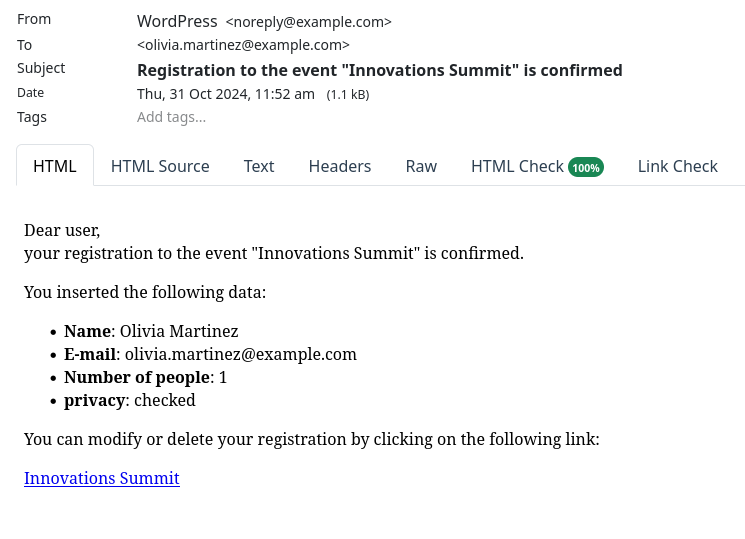 From WordPress <noreply@example.com>
To <olivia.martinez@example.com>
Subject Registration to the event "Innovations Summit" is confirmed
Date Thu, 31 Oct 2024, 11:52 am (1.1 kB)
Tags Add tags...
HTML HTML Source Text Headers Raw HTML Check 100% Link Check
Dear user,
your registration to the event "Innovations Summit" is confirmed.
You inserted the following data:
• Name: Olivia Martinez
• E-mail: olivia.martinez@example.com
• Number of people: 1
• privacy: checked
You can modify or delete your registration by clicking on the following link:
Innovations Summit